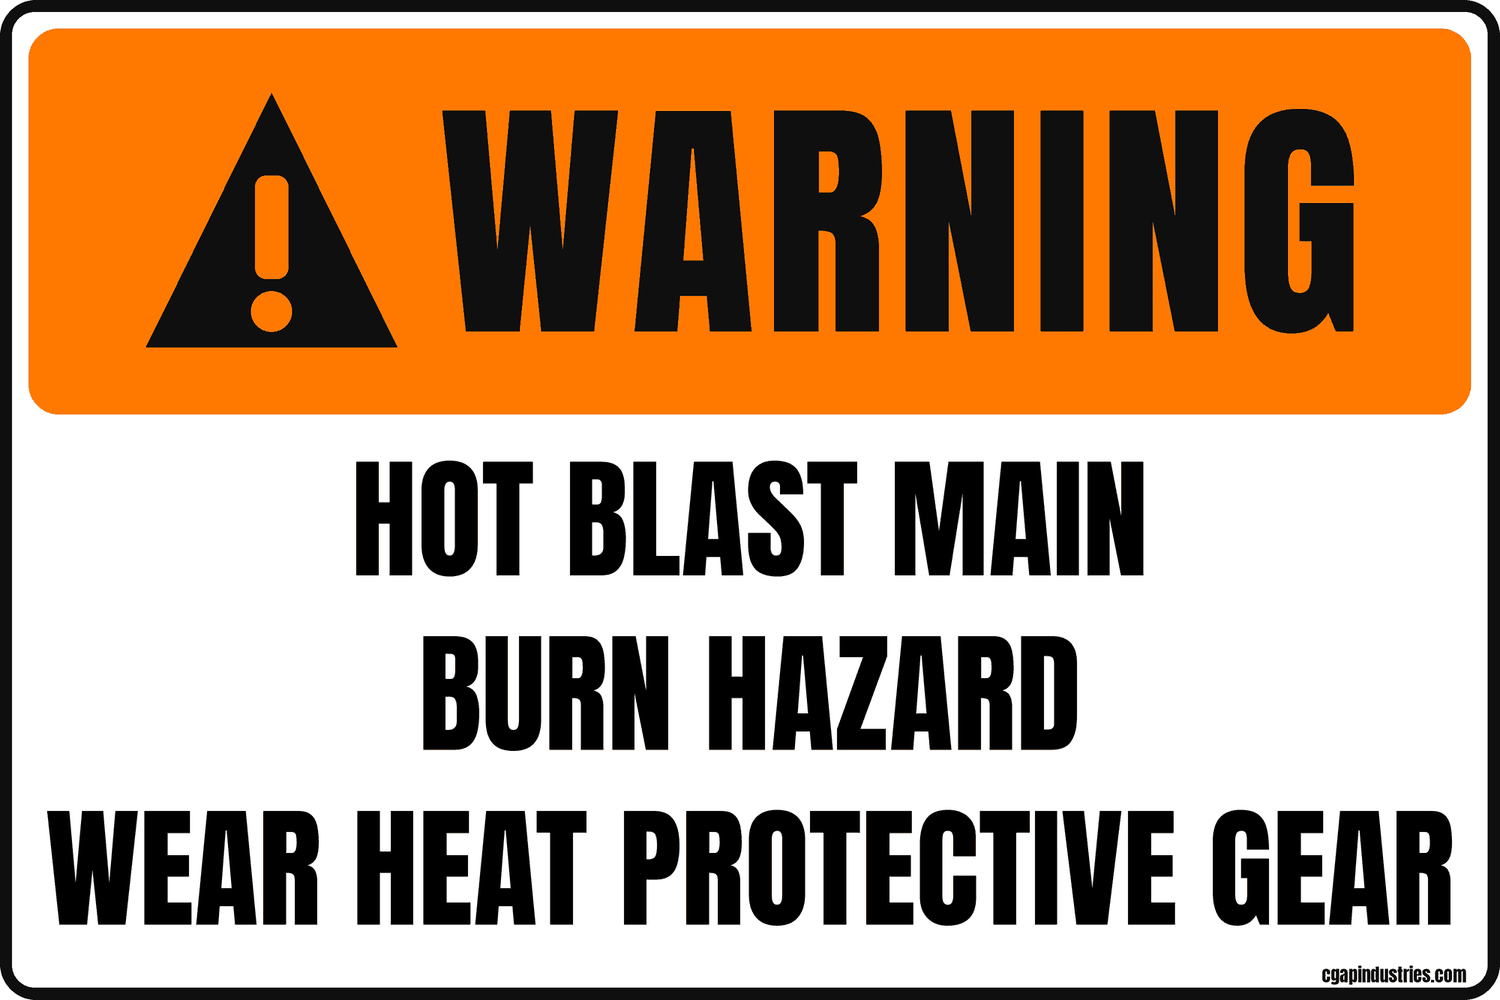 WARNING
HOT BLAST MAIN
BURN HAZARD
WEAR HEAT PROTECTIVE GEAR
cgapindustries.com